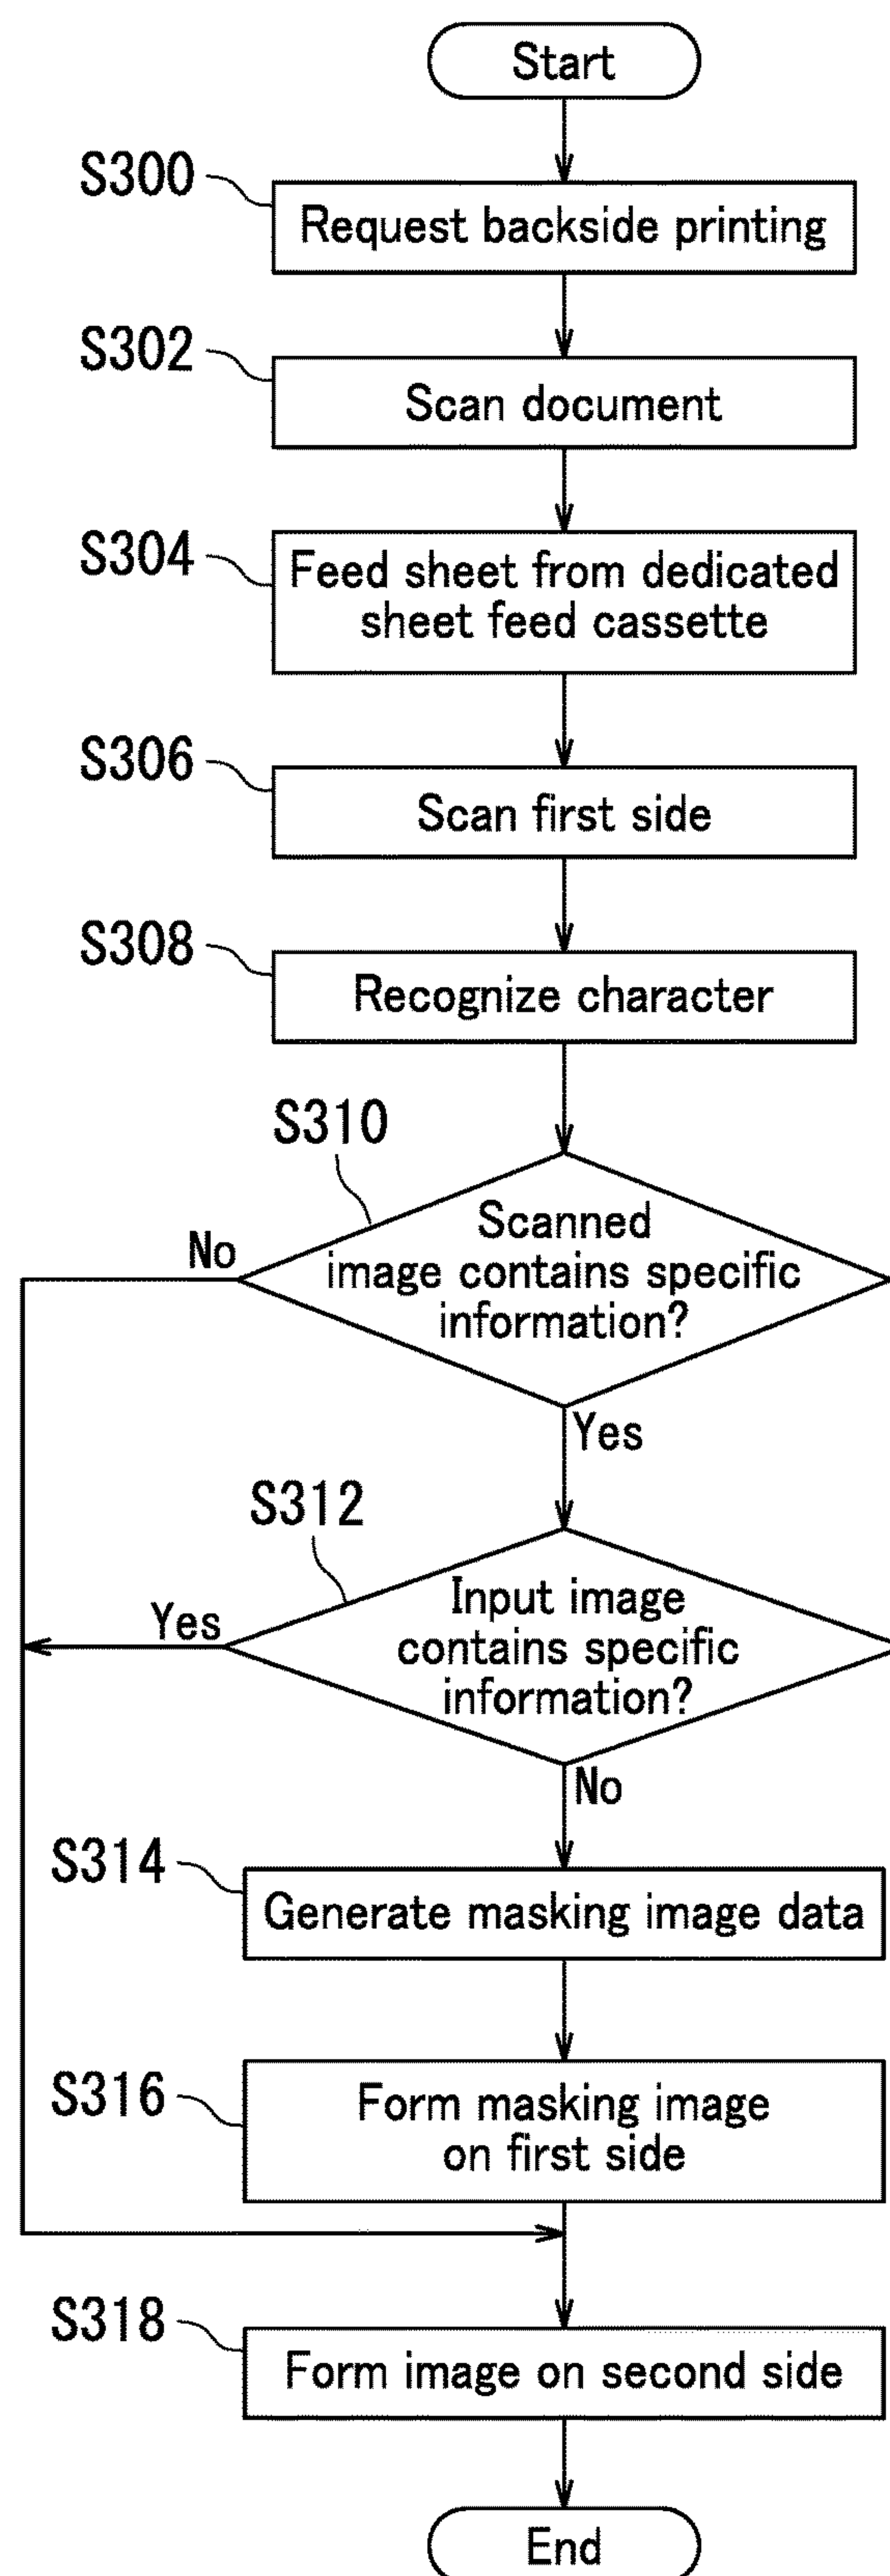 Start
S300
Request backside printing
S302
Scan document
S304
Feed sheet from dedicated
sheet feed cassette
S306
Scan first side
S308
Recognize character
S310
Scanned
image contains specific
information?
No
Yes
S312
Input image
contains specific
information?
Yes
No
S314
Generate masking image data
S316
Form masking image
on first side
S318
Form image on second side
End